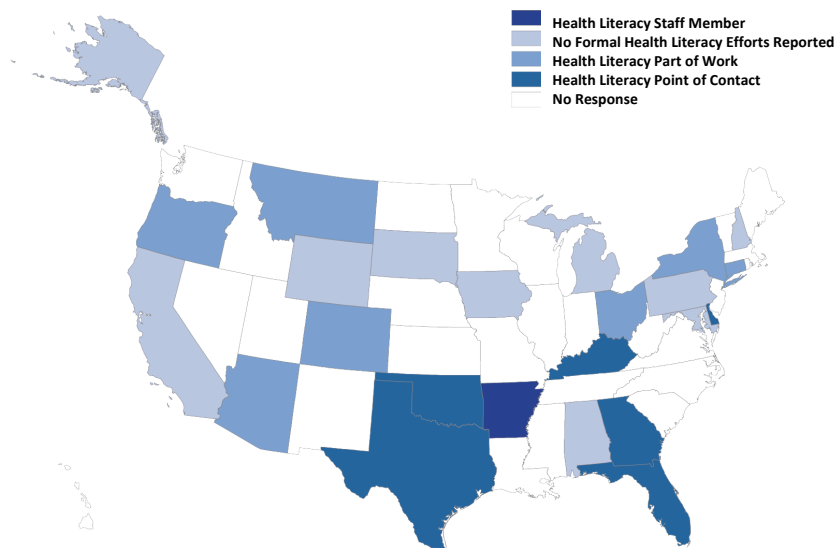 Health Literacy Staff Member
No Formal Health Literacy Efforts Reported
Health Literacy Part of Work
Health Literacy Point of Contact
No Response